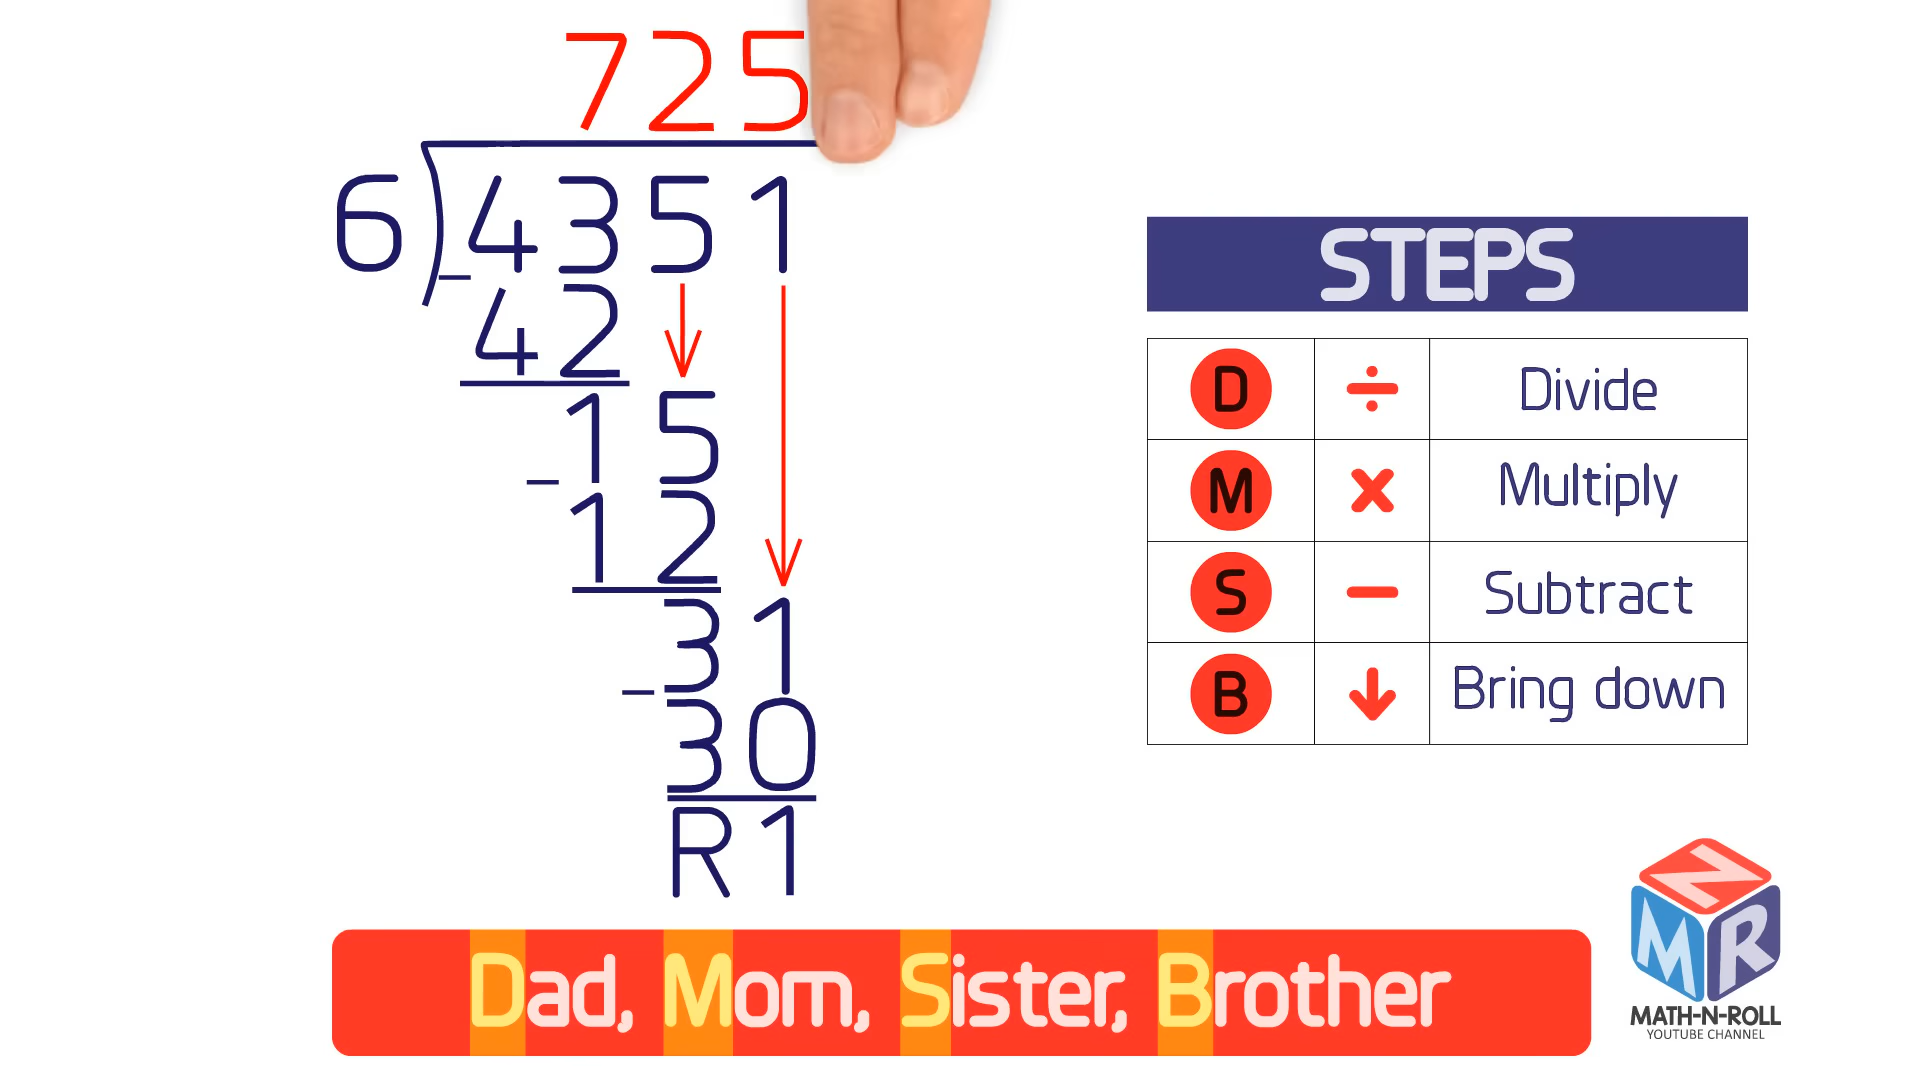 725
6 4351
- 42
15
- 12
31
- 30
R1
STEPS
D ÷ Divide
M × Multiply
S − Subtract
B ↓ Bring down
Dad, Mom, Sister, Brother
M N R
MATH-N-ROLL
YOUTUBE CHANNEL